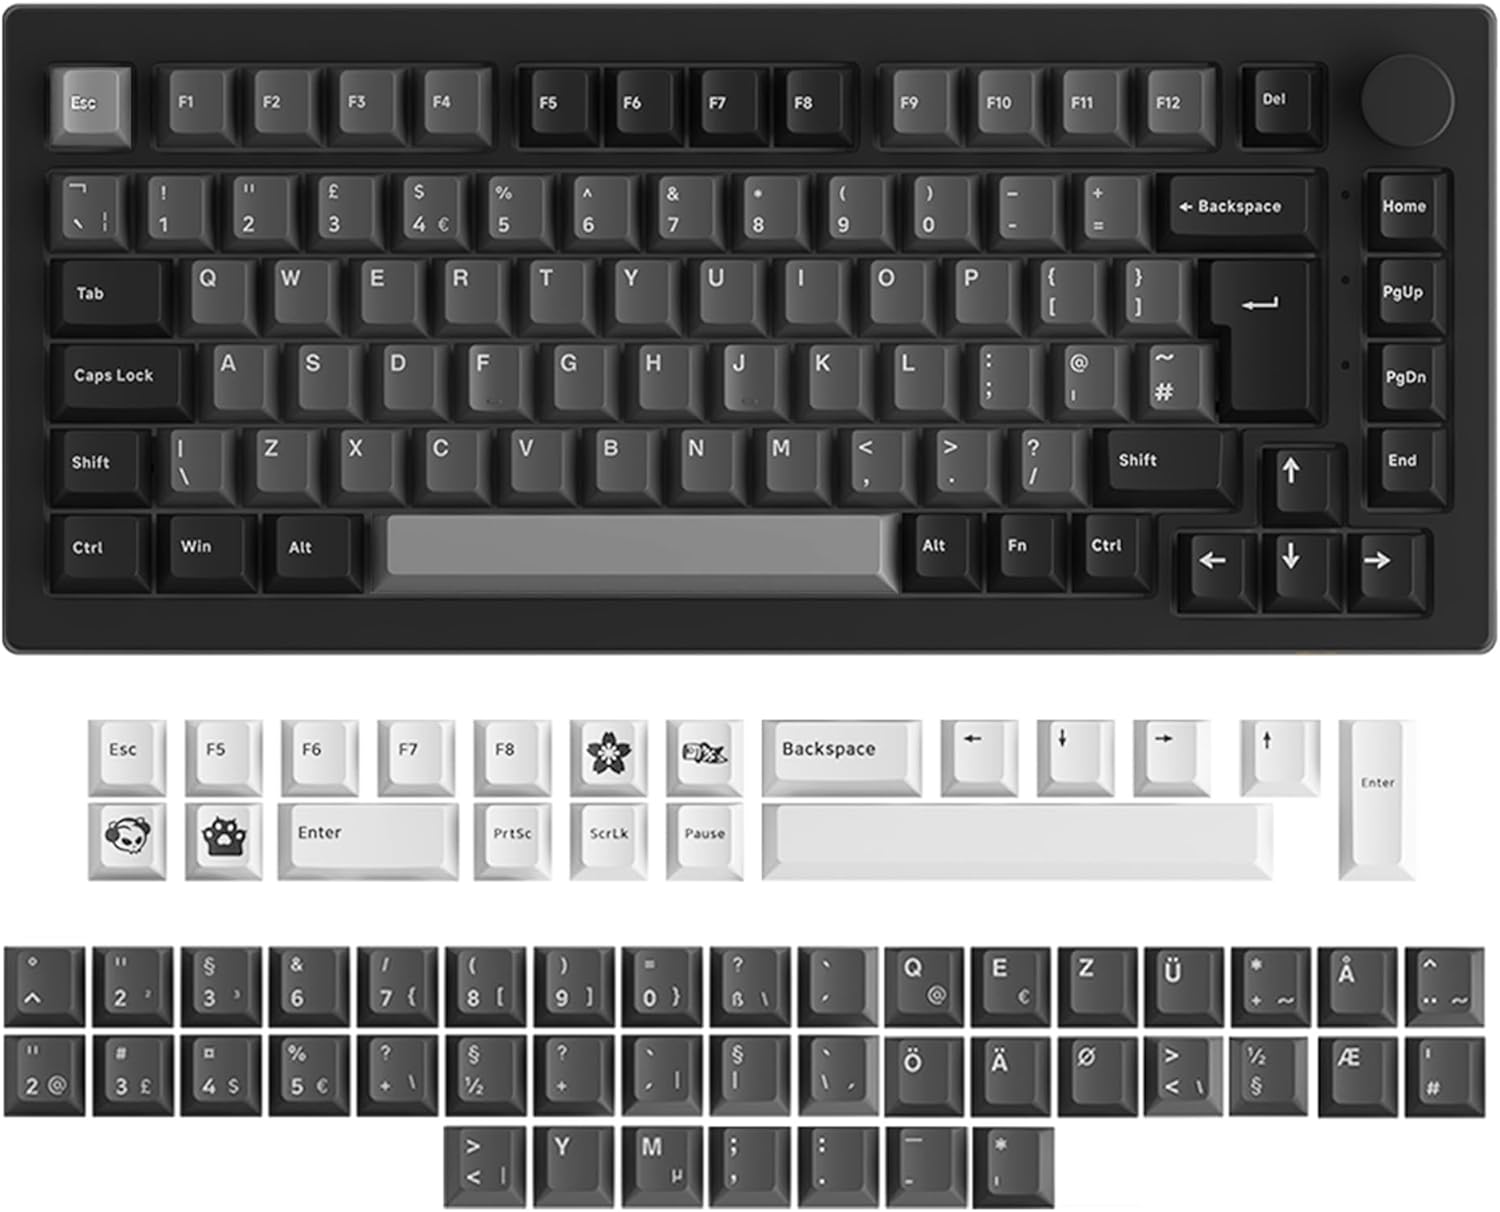 Esc F1 F2 F3 F4 F5 F6 F7 F8 F9 F10 F11 F12 Del
¬ ! " £ $ % ^ & * ( ) _ +
` ¦ 1 2 3 4 € 5 6 7 8 9 0 - = ← Backspace Home
Tab Q W E R T Y U I O P { [ } ] ↵ PgUp
Caps Lock A S D F G H J K L : ; @ ' ~ # PgDn
Shift | \ Z X C V B N M < , > . ? / Shift ↑ End
Ctrl Win Alt Alt Fn Ctrl ← ↓ →
Esc F5 F6 F7 F8 Backspace ← ↓ → ↑ Enter
Enter PrtSc ScrLk Pause
° " § & / ( ) = ? ` Q E Z Ü * Å ^
^ 2 ² 3 ³ 6 7 { 8 [ 9 ] 0 } ß \ ´ @ € + ~ ¨ ~
" # ¤ % ? § ? ` § ` Ö Ä Ø > ½ Æ '
2 @ 3 £ 4 $ 5 € + \ ½ + ´ | | \ ´ < \ § #
> Y M ; : _ *
< | µ , . - '